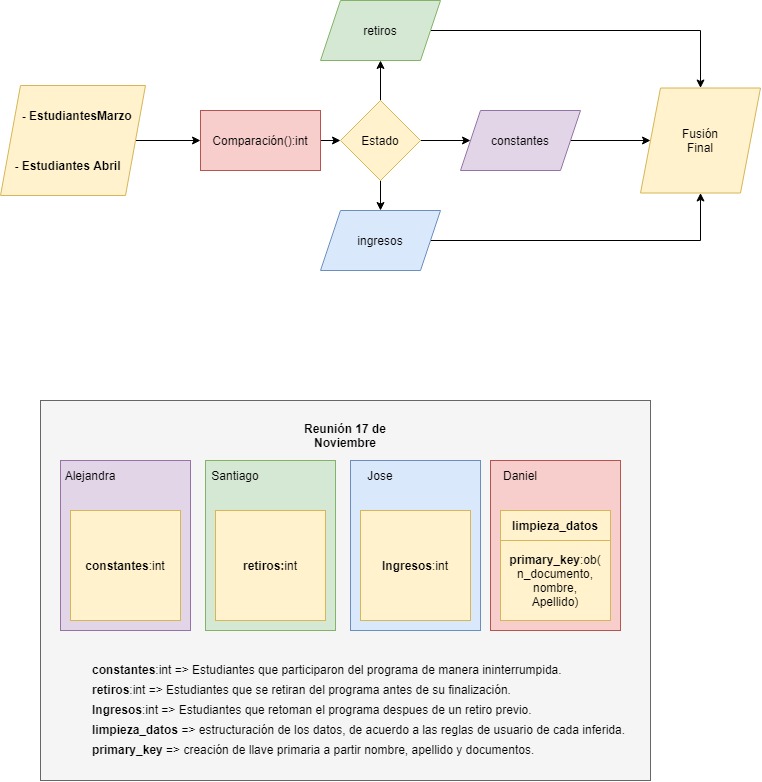 retiros
- EstudiantesMarzo
- Estudiantes Abril
Comparación():int
Estado
constantes
Fusión
Final
ingresos
Reunión 17 de
Noviembre
Alejandra
constantes:int
Santiago
retiros:int
Jose
Ingresos:int
Daniel
limpieza_datos
primary_key:ob(
n_documento,
nombre,
Apellido)
constantes:int => Estudiantes que participaron del programa de manera ininterrumpida.
retiros:int => Estudiantes que se retiran del programa antes de su finalización.
Ingresos:int => Estudiantes que retoman el programa despues de un retiro previo.
limpieza_datos => estructuración de los datos, de acuerdo a las reglas de usuario de cada inferida.
primary_key => creación de llave primaria a partir nombre, apellido y documentos.